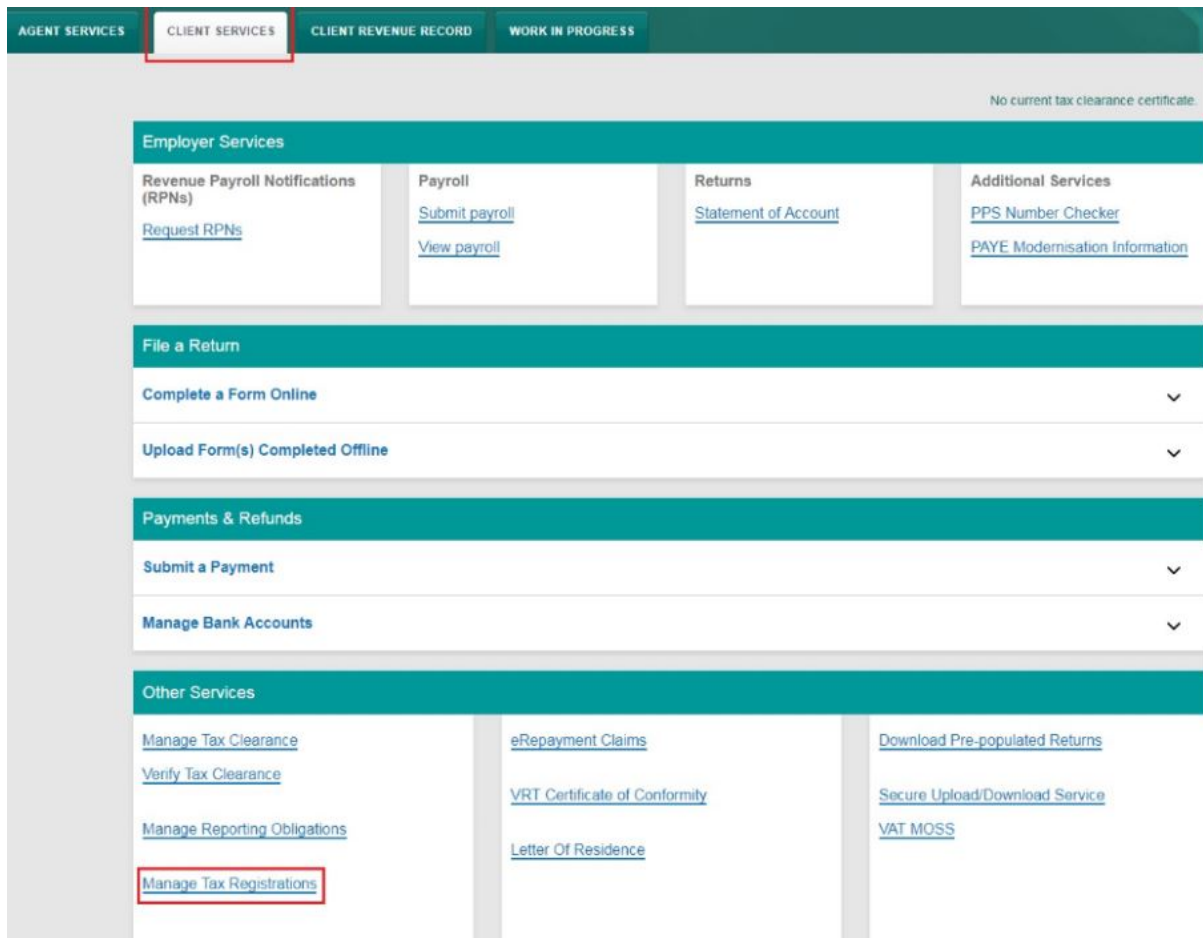 AGENT SERVICES
CLIENT SERVICES
CLIENT REVENUE RECORD
WORK IN PROGRESS
No current tax clearance certificate.
Employer Services
Revenue Payroll Notifications
(RPNs)
Request RPNs
Payroll
Submit payroll
View payroll
Returns
Statement of Account
Additional Services
PPS Number Checker
PAYE Modernisation Information
File a Return
Complete a Form Online
Upload Form(s) Completed Offline
Payments & Refunds
Submit a Payment
Manage Bank Accounts
Other Services
Manage Tax Clearance
Verify Tax Clearance
Manage Reporting Obligations
Manage Tax Registrations
eRepayment Claims
VRT Certificate of Conformity
Letter Of Residence
Download Pre-populated Returns
Secure Upload/Download Service
VAT MOSS